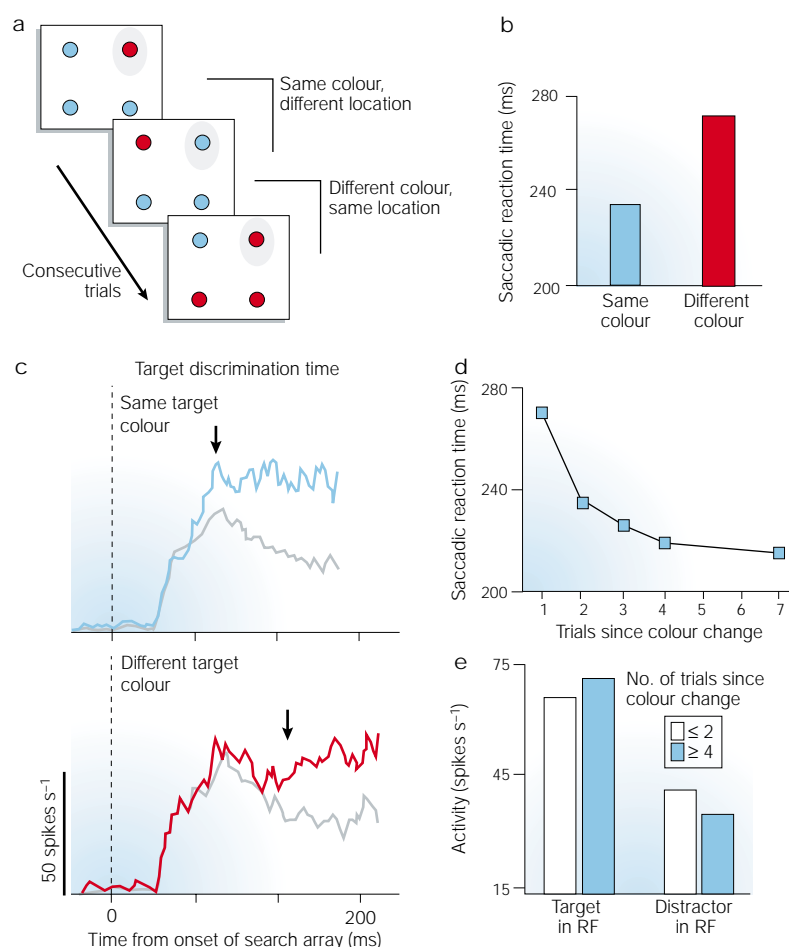 a
Same colour,
different location
Different colour,
same location
Consecutive
trials
b
Saccadic reaction time (ms)
280
240
200
Same
colour
Different
colour
c
Target discrimination time
Same target
colour
Different target
colour
50 spikes s⁻¹
0
200
Time from onset of search array (ms)
d
Saccadic reaction time (ms)
280
240
200
1 2 3 4 5 6 7
Trials since colour change
e
Activity (spikes s⁻¹)
75
45
15
No. of trials since
colour change
≤ 2
≥ 4
Target
in RF
Distractor
in RF